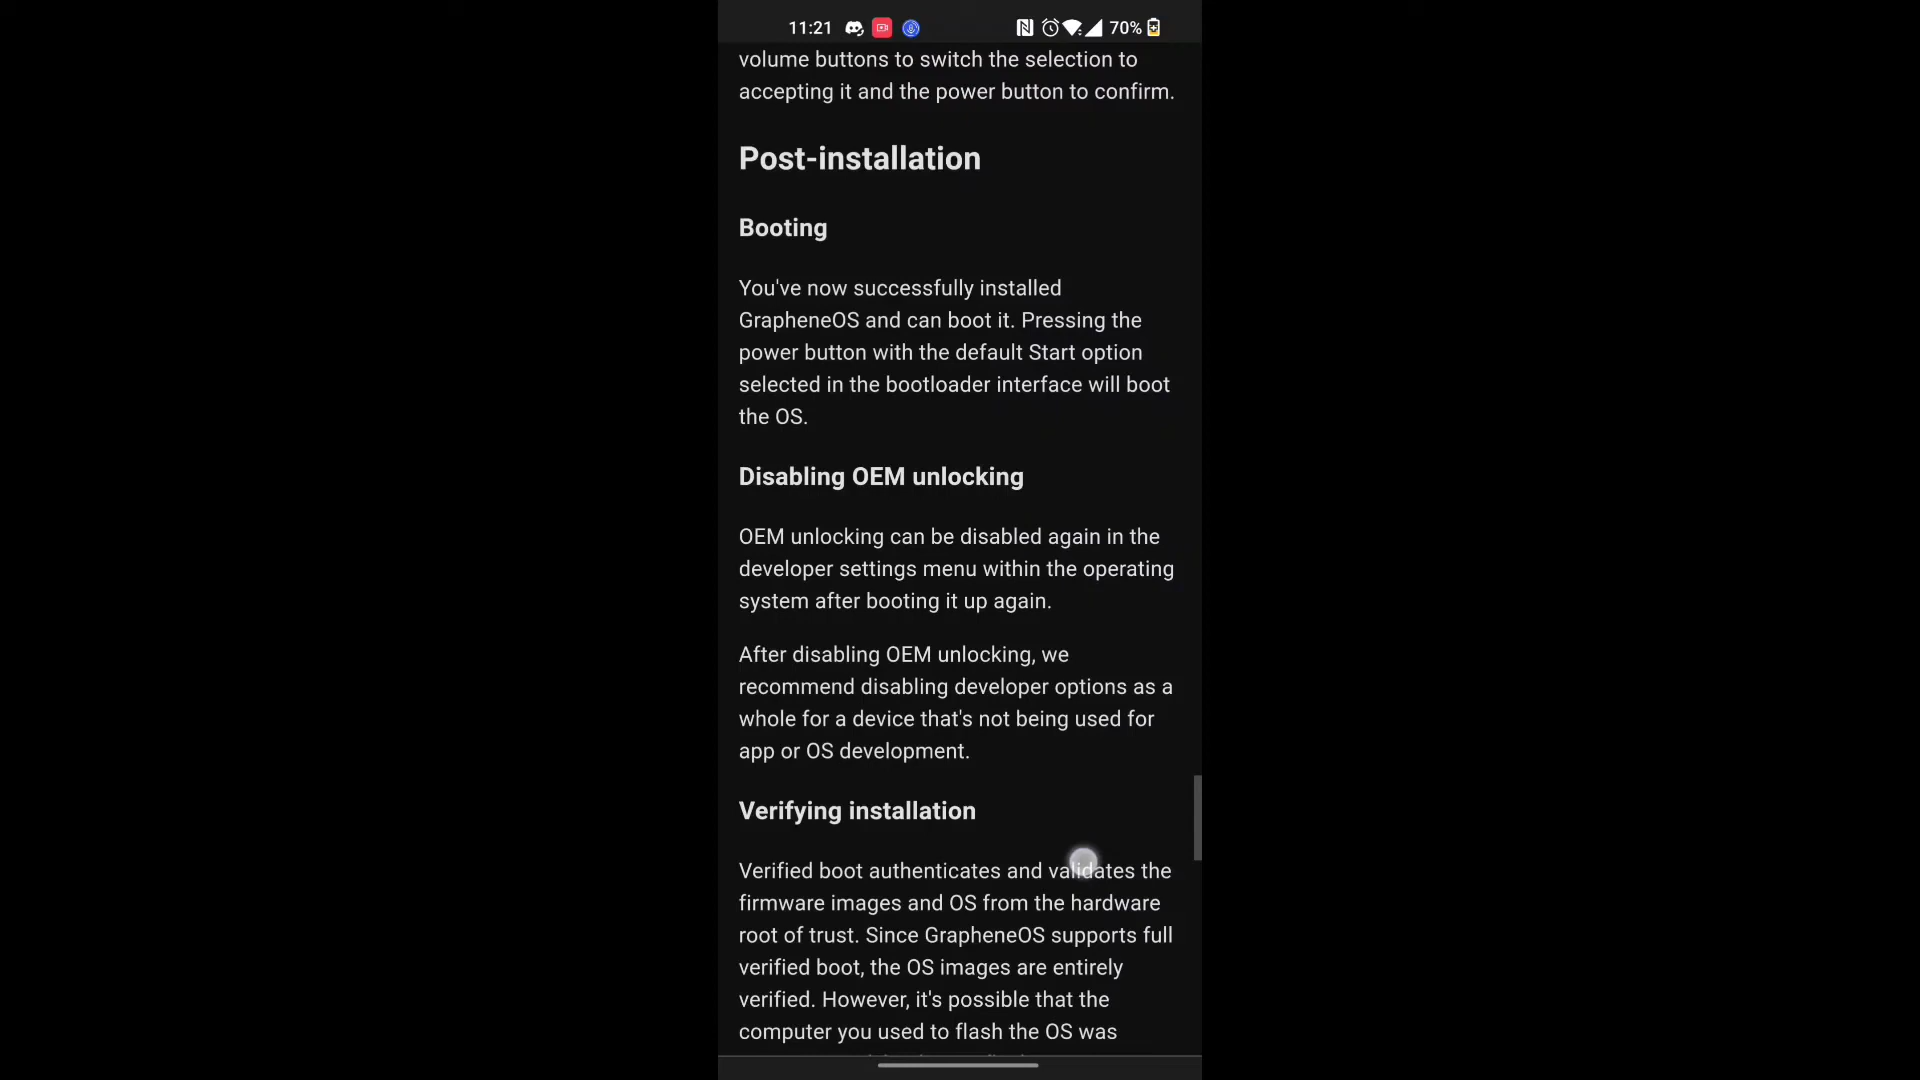 11:21 70%
volume buttons to switch the selection to
accepting it and the power button to confirm.
Post-installation
Booting
You've now successfully installed
GrapheneOS and can boot it. Pressing the
power button with the default Start option
selected in the bootloader interface will boot
the OS.
Disabling OEM unlocking
OEM unlocking can be disabled again in the
developer settings menu within the operating
system after booting it up again.
After disabling OEM unlocking, we
recommend disabling developer options as a
whole for a device that's not being used for
app or OS development.
Verifying installation
Verified boot authenticates and validates the
firmware images and OS from the hardware
root of trust. Since GrapheneOS supports full
verified boot, the OS images are entirely
verified. However, it's possible that the
computer you used to flash the OS was